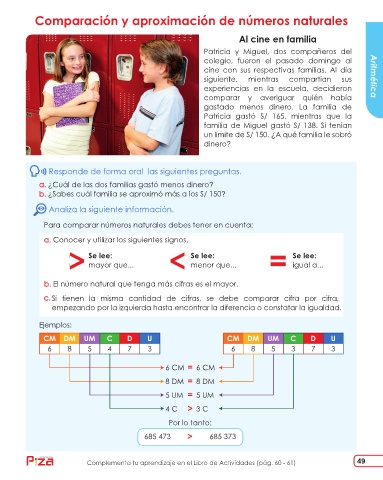 Comparación y aproximación de números naturales
Al cine en familia
Patricia y Miguel, dos compañeros del
colegio, fueron el pasado domingo al
cine con sus respectivas familias. Al día
siguiente, mientras compartían sus
experiencias en la escuela, decidieron
comparar y averiguar quién había
gastado menos dinero. La familia de
Patricia gastó S/ 165, mientras que la
familia de Miguel gastó S/ 138. Si tenían
un límite de S/ 150, ¿A qué familia le sobró
dinero?
Aritmética
Responde de forma oral las siguientes preguntas.
a. ¿Cuál de las dos familias gastó menos dinero?
b. ¿Sabes cuál familia se aproximó más a los S/ 150?
Analiza la siguiente información.
Para comparar números naturales debes tener en cuenta:
a. Conocer y utilizar los siguientes signos.
> Se lee: < Se lee: = Se lee:
mayor que... menor que... igual a...
b. El número natural que tenga más cifras es el mayor.
c. Si tienen la misma cantidad de cifras, se debe comparar cifra por cifra,
empezando por la izquierda hasta encontrar la diferencia o constatar la igualdad.
Ejemplos:
CM DM UM C D U CM DM UM C D U
6 8 5 4 7 3 6 8 5 3 7 3
6 CM = 6 CM
8 DM = 8 DM
5 UM = 5 UM
4 C > 3 C
Por lo tanto:
685 473 > 685 373
Pza
Complementa tu aprendizaje en el Libro de Actividades (pág. 60 - 61)
49